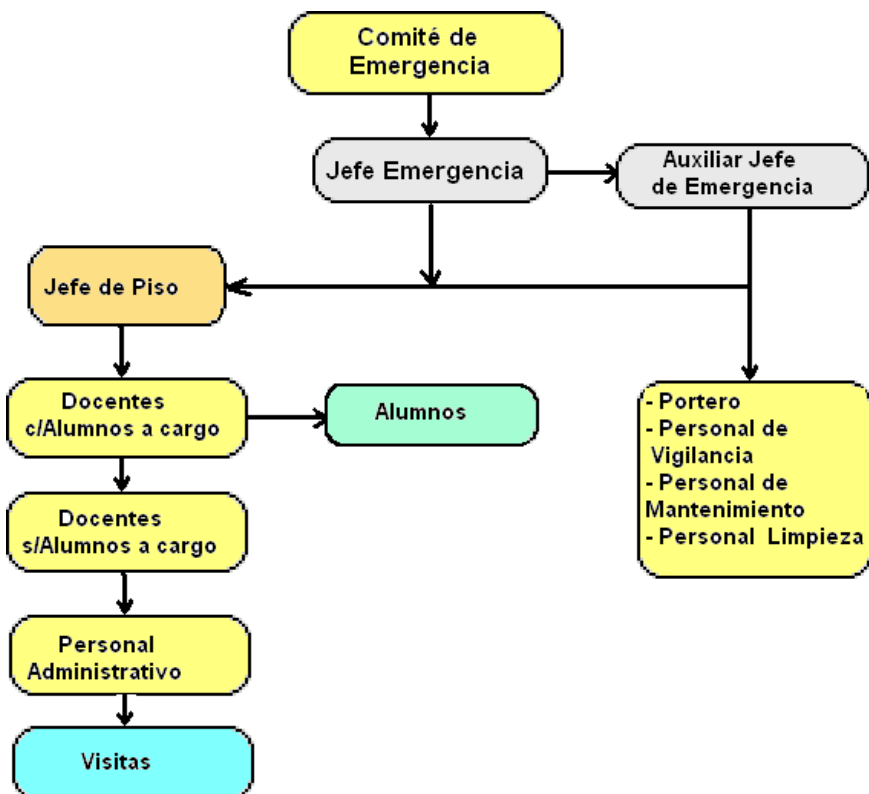 Comité de
Emergencia
Jefe Emergencia
Auxiliar Jefe
de Emergencia
Jefe de Piso
Docentes
c/Alumnos a cargo
Alumnos
- Portero
- Personal de
Vigilancia
- Personal de
Mantenimiento
- Personal Limpieza
Docentes
s/Alumnos a cargo
Personal
Administrativo
Visitas